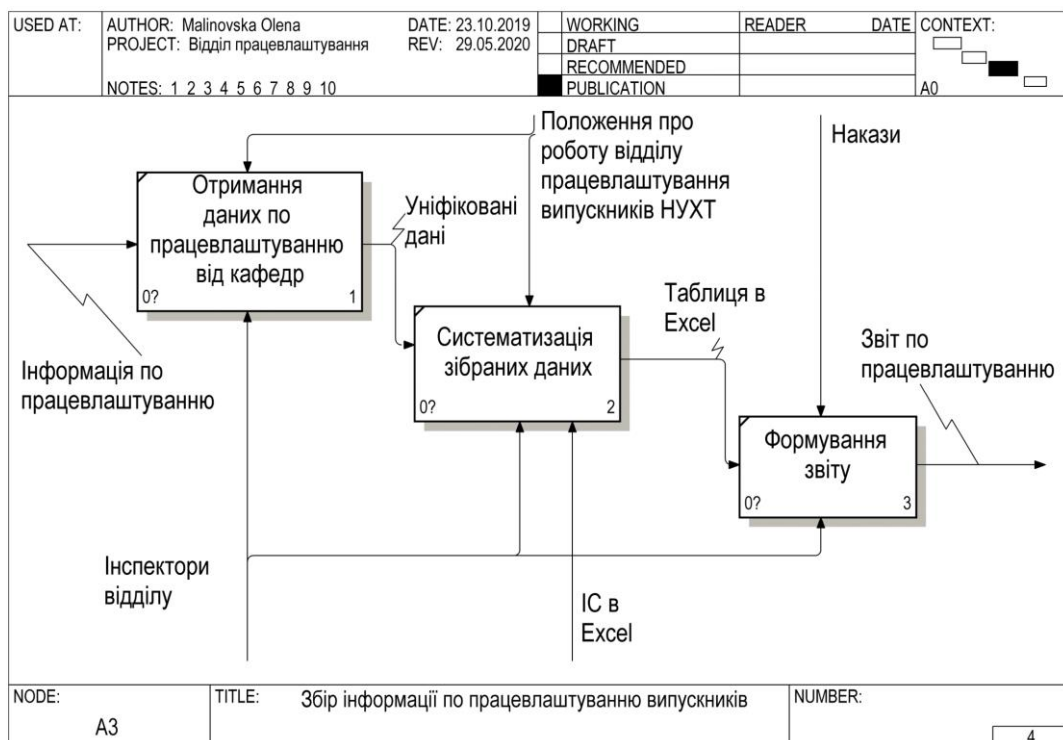 USED AT:
AUTHOR: Malinovska Olena
DATE: 23.10.2019
PROJECT: Відділ працевлаштування
REV: 29.05.2020
NOTES: 1 2 3 4 5 6 7 8 9 10
WORKING
DRAFT
RECOMMENDED
PUBLICATION
READER
DATE
CONTEXT:
A0
Положення про
роботу відділу
працевлаштування
випускників НУХТ
Накази
Отримання
даних по
працевлаштуванню
від кафедр
0?
1
Уніфіковані
дані
Інформація по
працевлаштуванню
Систематизація
зібраних даних
0?
2
Таблиця в
Excel
Звіт по
працевлаштуванню
Формування
звіту
0?
3
Інспектори
відділу
ІС в
Excel
NODE:
A3
TITLE:
Збір інформації по працевлаштуванню випускників
NUMBER:
4